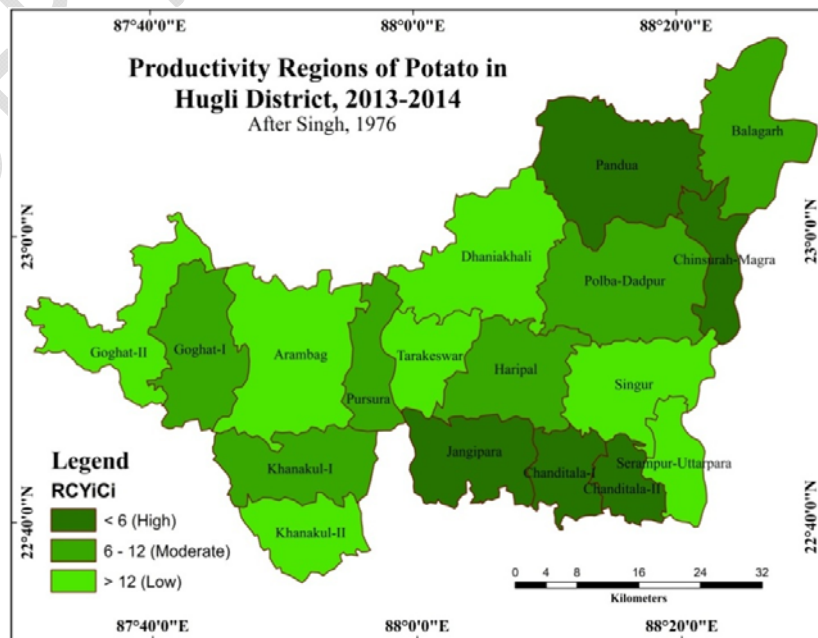 87°40'0"E 88°0'0"E 88°20'0"E
Productivity Regions of Potato in
Hugli District, 2013-2014
After Singh, 1976
Balagarh
Pandua
23°0'0"N
23°0'0"N
Dhaniakhali
Chinsurah-Magra
Polba-Dadpur
Goghat-II
Goghat-I
Arambag
Tarakeswar
Haripal
Singur
Pursura
Jangipara
Serampur-Uttarpara
Khanakul-I
Chanditala-I
Chanditala-II
Khanakul-II
Legend
RCYiCi
< 6 (High)
6 - 12 (Moderate)
> 12 (Low)
22°40'0"N
22°40'0"N
0 4 8 16 24 32
Kilometers
87°40'0"E 88°0'0"E 88°20'0"E